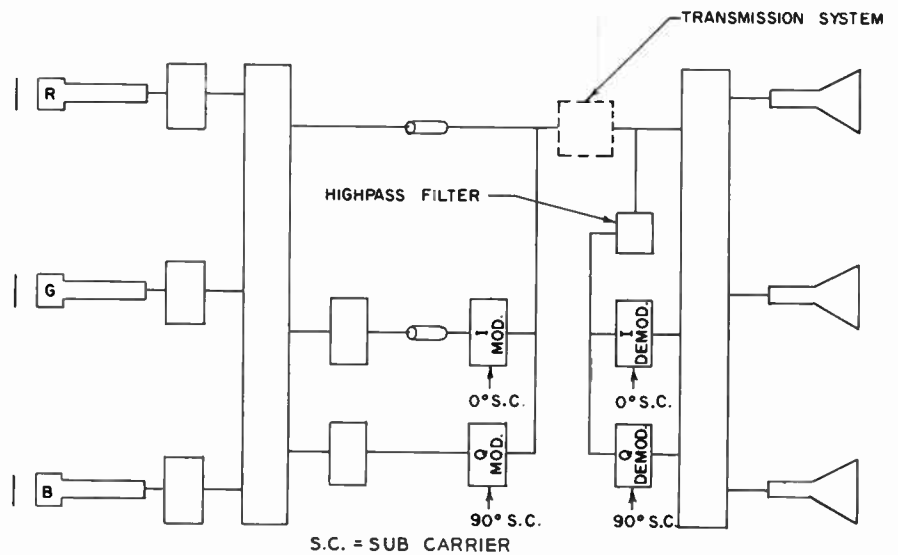 TRANSMISSION SYSTEM
R
HIGHPASS FILTER
G
I MOD.
I DEMOD.
0° S.C.
0° S.C.
Q MOD.
Q DEMOD.
B
90° S.C.
90° S.C.
S.C. = SUB CARRIER